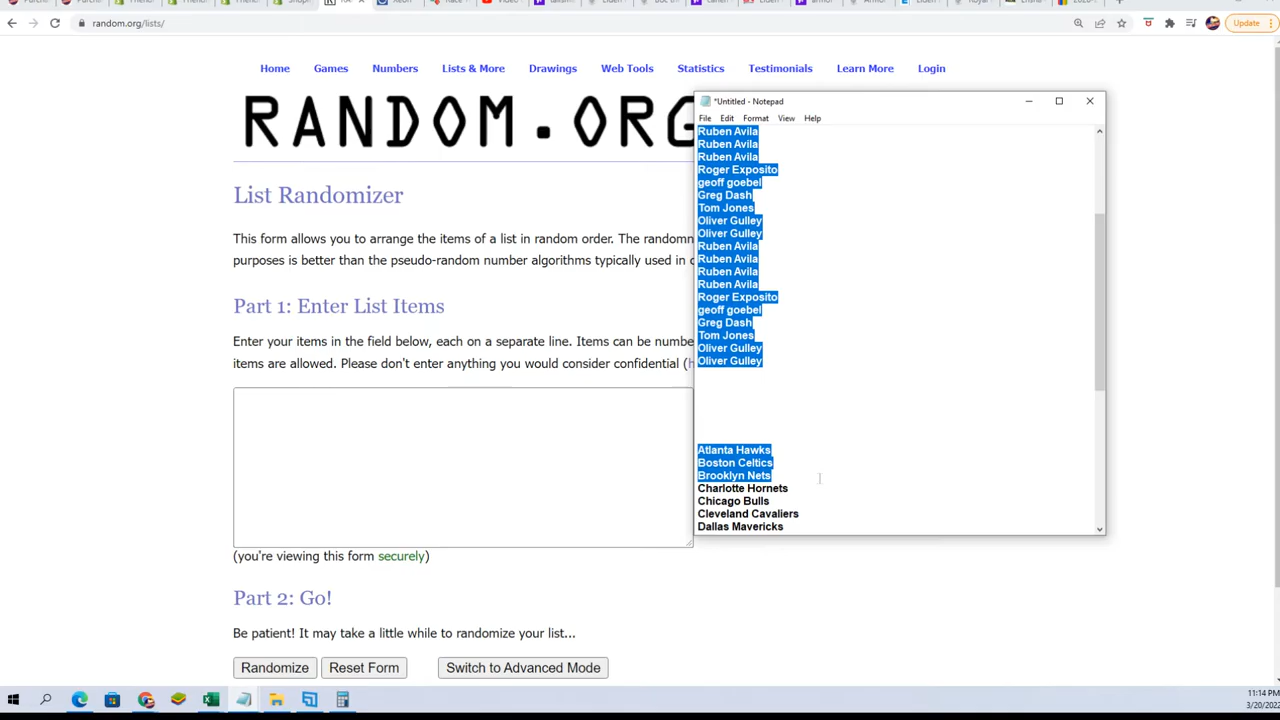 Update
random.org/lists/
Home Games Numbers Lists & More Drawings Web Tools Statistics Testimonials Learn More Login
RANDOM.ORG
List Randomizer
This form allows you to arrange the items of a list in random order. The randomn
purposes is better than the pseudo-random number algorithms typically used in
Part 1: Enter List Items
Enter your items in the field below, each on a separate line. Items can be numbe
items are allowed. Please don't enter anything you would consider confidential (
(you're viewing this form securely)
Part 2: Go!
Be patient! It may take a little while to randomize your list...
Randomize Reset Form Switch to Advanced Mode
*Untitled - Notepad
File Edit Format View Help
Ruben Avila
Ruben Avila
Ruben Avila
Roger Exposito
geoff goebel
Greg Dash
Tom Jones
Oliver Gulley
Oliver Gulley
Ruben Avila
Ruben Avila
Ruben Avila
Ruben Avila
Roger Exposito
geoff goebel
Greg Dash
Tom Jones
Oliver Gulley
Oliver Gulley
Atlanta Hawks
Boston Celtics
Brooklyn Nets
Charlotte Hornets
Chicago Bulls
Cleveland Cavaliers
Dallas Mavericks
11:14 PM
3/20/202